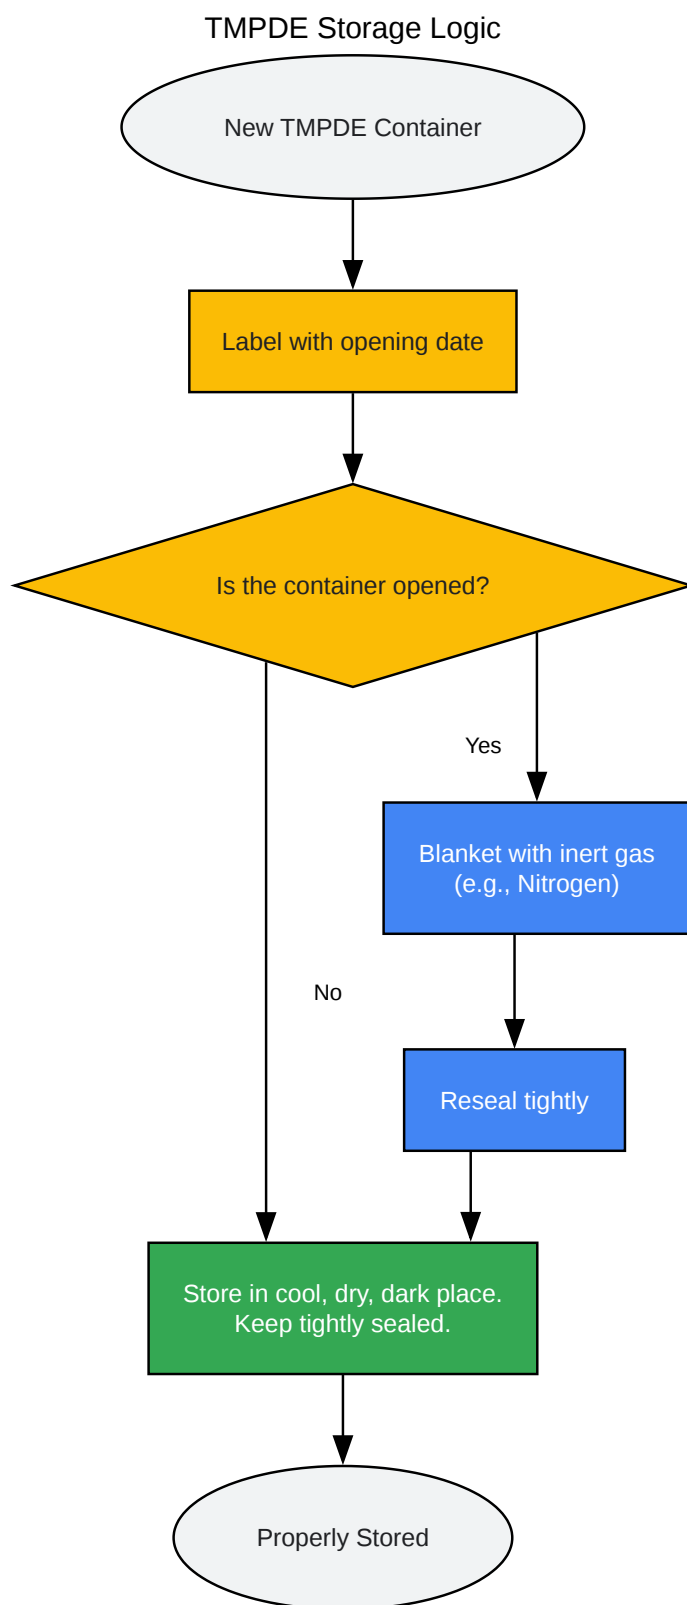 TMPDE Storage Logic
New TMPDE Container
Label with opening date
Is the container opened?
Yes
Blanket with inert gas
(e.g., Nitrogen)
No
Reseal tightly
Store in cool, dry, dark place.
Keep tightly sealed.
Properly Stored